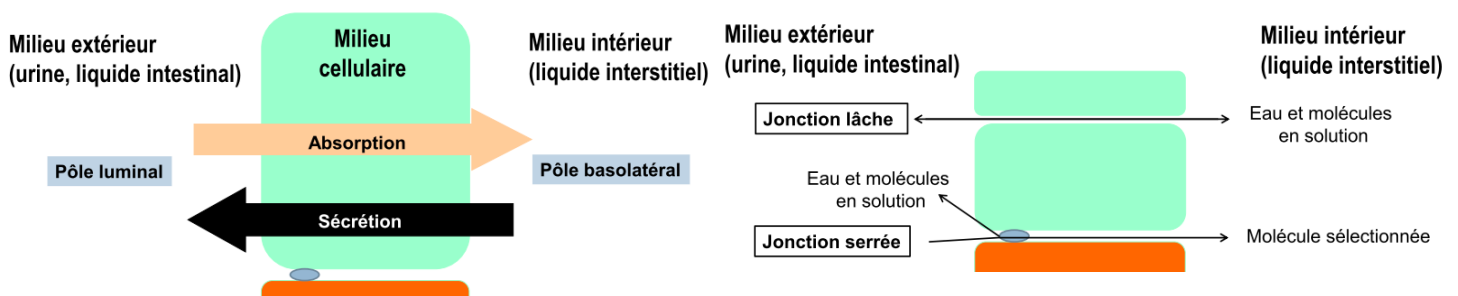 Milieu extérieur
(urine, liquide intestinal)
Milieu
cellulaire
Milieu intérieur
(liquide interstitiel)
Absorption
Pôle luminal
Pôle basolatéral
Sécrétion
Milieu extérieur
(urine, liquide intestinal)
Milieu intérieur
(liquide interstitiel)
Jonction lâche
Eau et molécules
en solution
Eau et molécules
en solution
Jonction serrée
Molécule sélectionnée